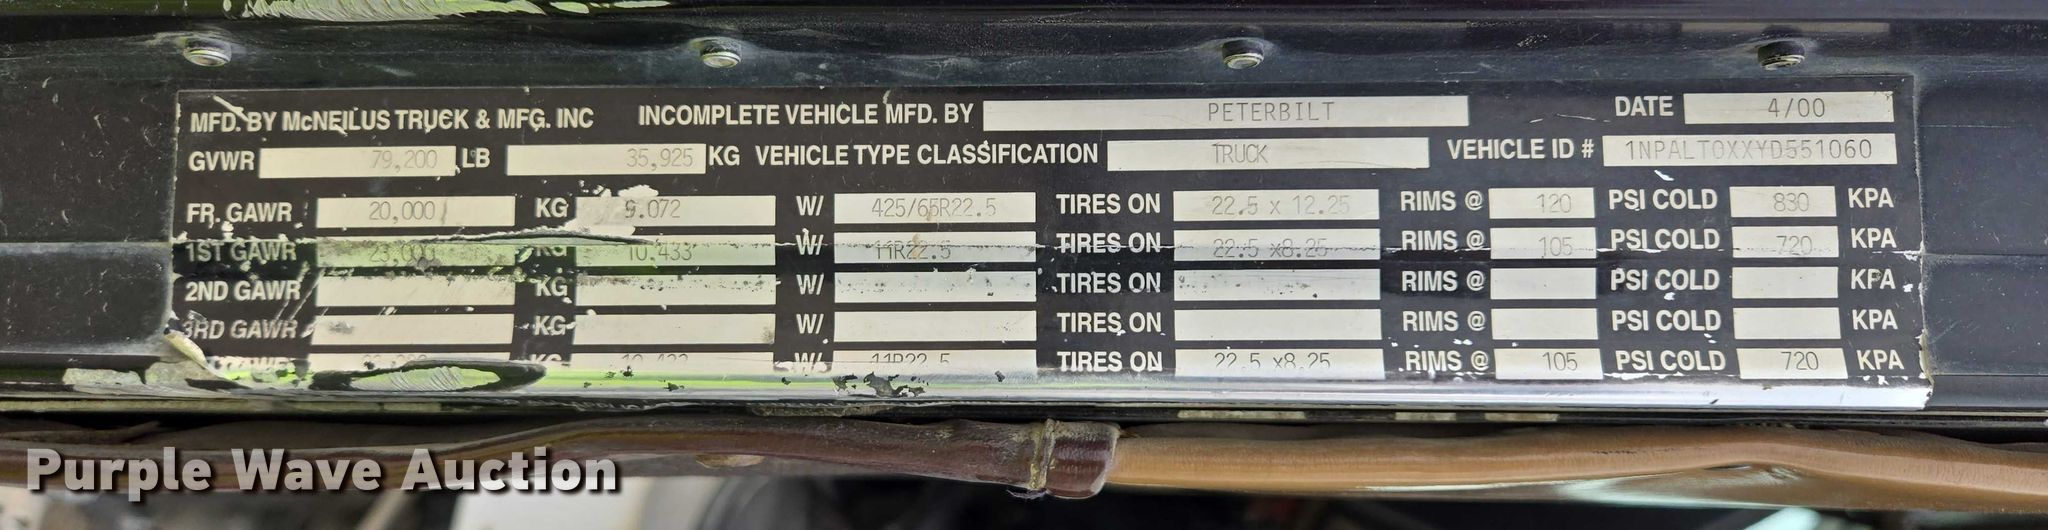 MFD. BY McNEILUS TRUCK & MFG. INC INCOMPLETE VEHICLE MFD. BY PETERBILT DATE 4/00
GVWR 79,200 LB 35,925 KG VEHICLE TYPE CLASSIFICATION TRUCK VEHICLE ID # 1NPALT0XXYD551060
FR. GAWR 20,000 KG 9,072 W/ 425/65R22.5 TIRES ON 22.5 x 12.25 RIMS @ 120 PSI COLD 830 KPA
1ST GAWR 23,000 KG 10,433 W/ 11R22.5 TIRES ON 22.5 x8.25 RIMS @ 105 PSI COLD 720 KPA
2ND GAWR KG W/ TIRES ON RIMS @ PSI COLD KPA
3RD GAWR KG W/ TIRES ON RIMS @ PSI COLD KPA
KG 10,433 W/ 11R22.5 TIRES ON 22.5 x8.25 RIMS @ 105 PSI COLD 720 KPA
Purple Wave Auction